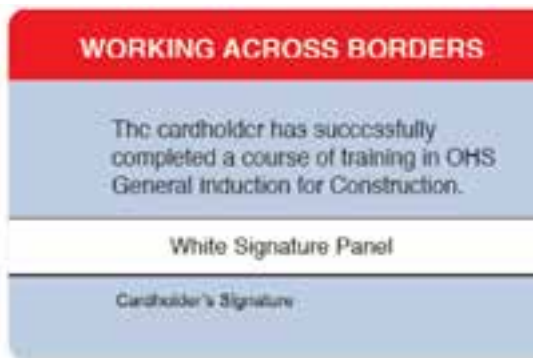 WORKING ACROSS BORDERS
The cardholder has successfully
completed a course of training in OHS
General Induction for Construction.
White Signature Panel
Cardholder's Signature